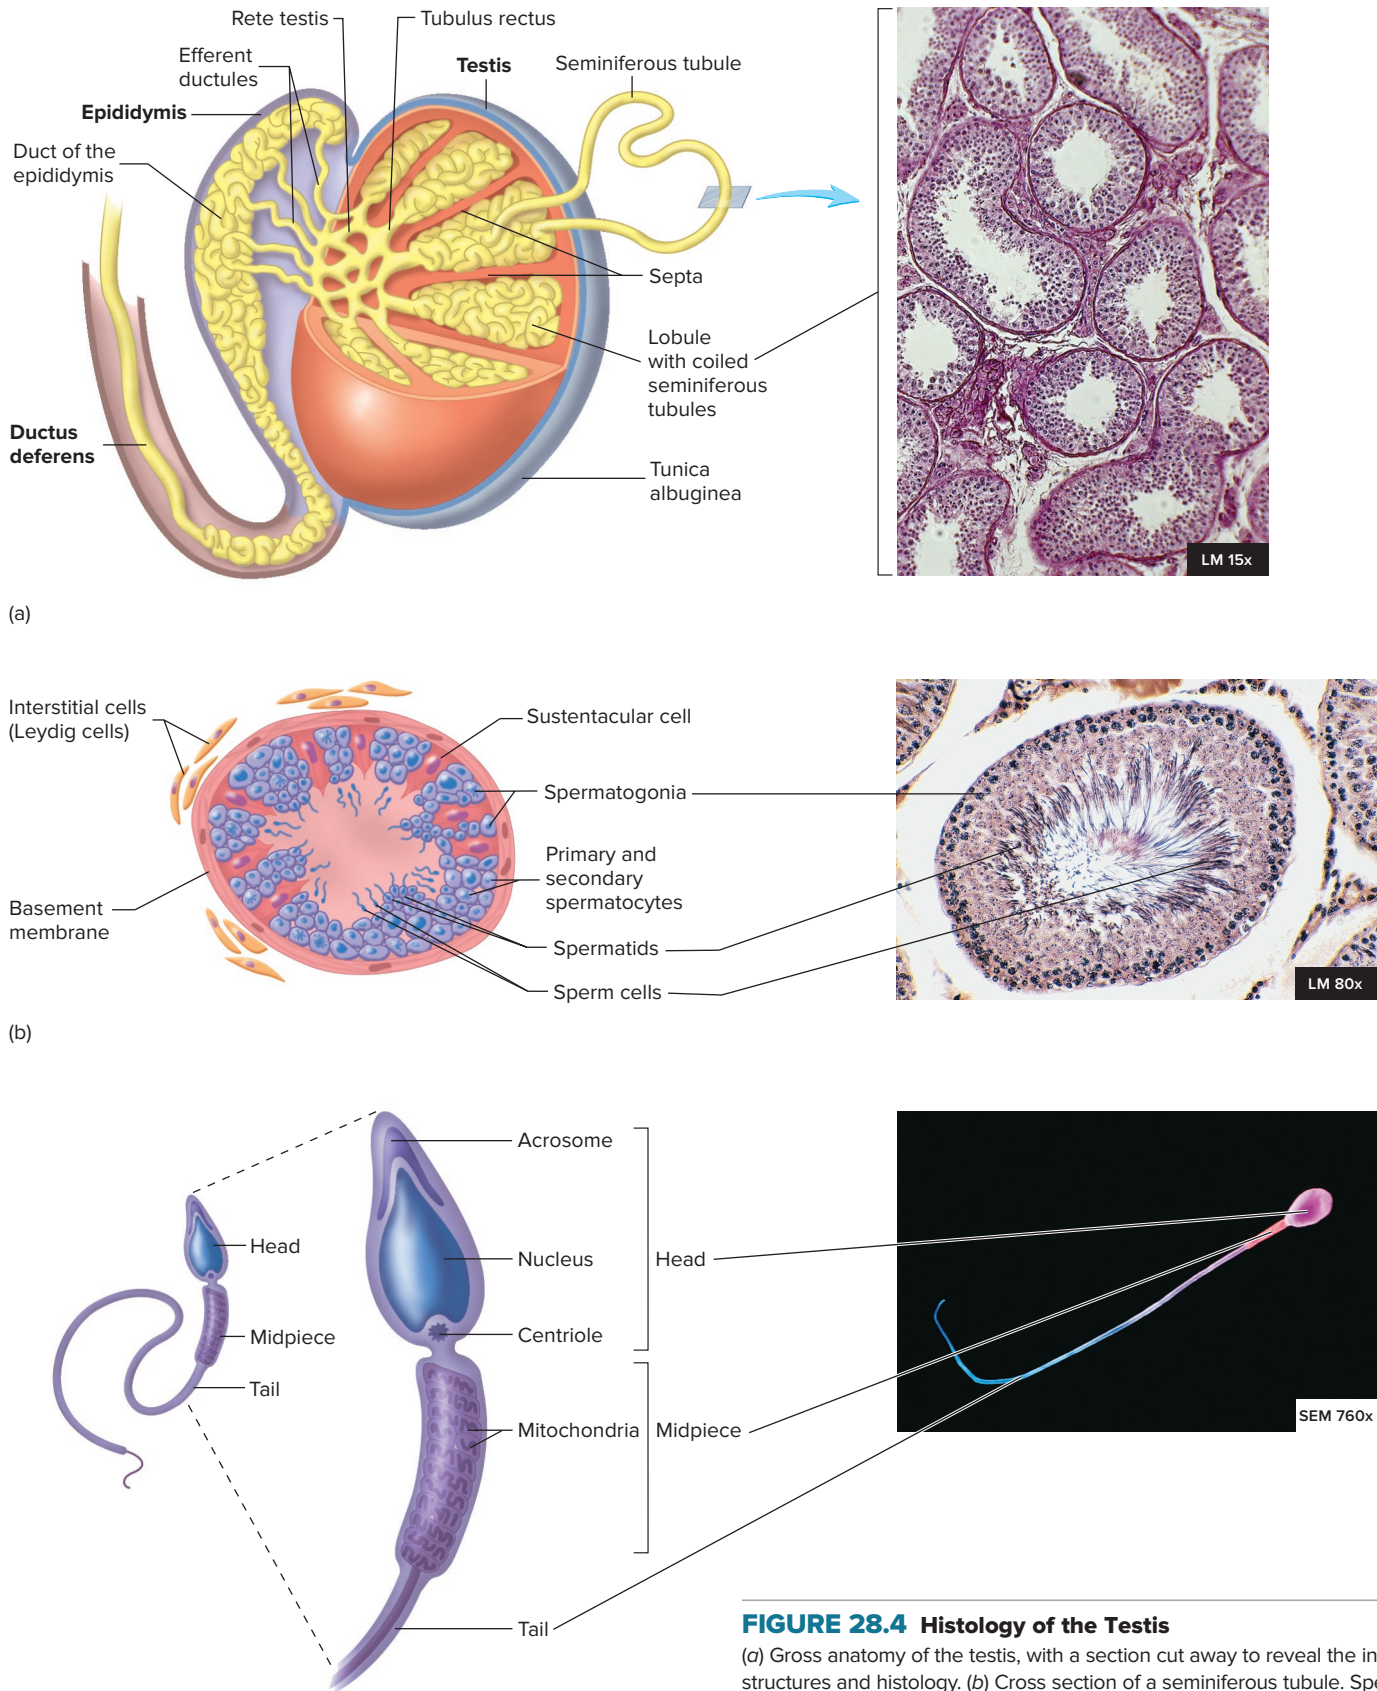 Rete testis
Tubulus rectus
Efferent
ductules
Testis
Seminiferous tubule
Epididymis
Duct of the
epididymis
Septa
Lobule
with coiled
seminiferous
tubules
Ductus
deferens
Tunica
albuginea
LM 15x
(a)
Interstitial cells
(Leydig cells)
Sustentacular cell
Spermatogonia
Primary and
secondary
spermatocytes
Basement
membrane
Spermatids
Sperm cells
LM 80x
(b)
Acrosome
Head
Nucleus
Head
Centriole
Midpiece
Tail
Mitochondria
Midpiece
SEM 760x
Tail
FIGURE 28.4 Histology of the Testis
(a) Gross anatomy of the testis, with a section cut away to reveal the in
structures and histology. (b) Cross section of a seminiferous tubule. Spe